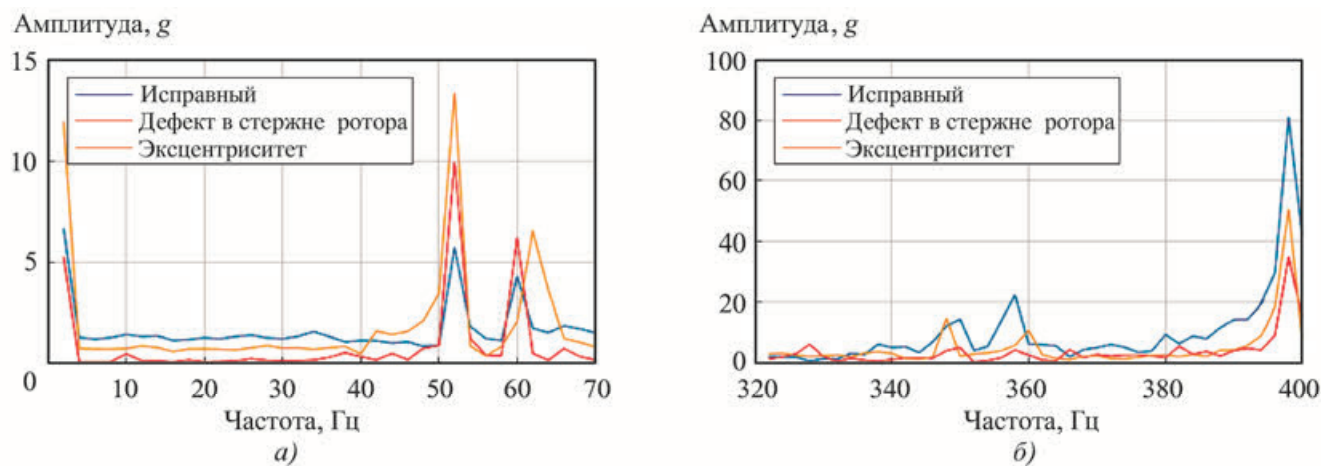 Амплитуда, g
15
10
5
0
Исправный
Дефект в стержне ротора
Эксцентриситет
10 20 30 40 50 60 70
Частота, Гц
а)
Амплитуда, g
100
80
60
40
20
0
Исправный
Дефект в стержне ротора
Эксцентриситет
320 340 360 380 400
Частота, Гц
б)